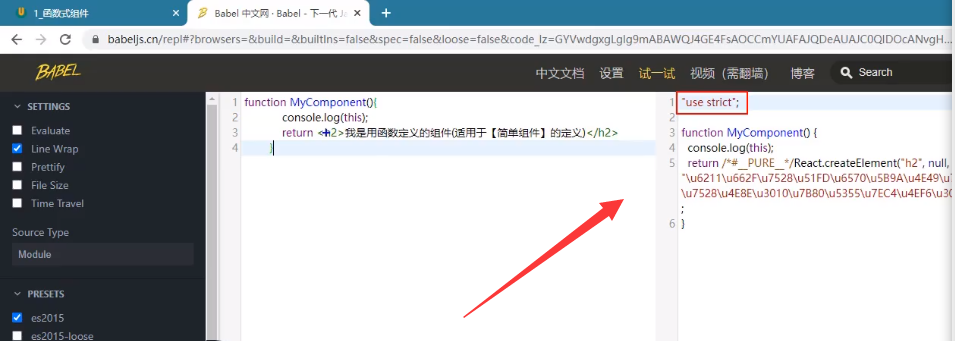 1_函数式组件
Babel 中文网 · Babel - 下一代 Ja
babeljs.cn/repl#?browsers=&build=&builtIns=false&spec=false&loose=false&code_lz=GYVwdgxgLglg9mABAWQJ4GE4FsAOCCmYUAFAJQDeAUAJC0QIDOcANvgH...
BABEL
中文文档 设置 试一试 视频（需翻墙） 博客 Search
SETTINGS
Evaluate
Line Wrap
Prettify
File Size
Time Travel
Source Type
Module
PRESETS
es2015
es2015-loose
1 function MyComponent(){
2 console.log(this);
3 return <h2>我是用函数定义的组件(适用于【简单组件】的定义)</h2>
4 }
1 "use strict";
2
3 function MyComponent() {
4 console.log(this);
5 return /*#__PURE__*/React.createElement("h2", null,
"\u6211\u662F\u7528\u51FD\u6570\u5B9A\u4E49\u7
\u7528\u4E8E\u3010\u7B80\u5355\u7EC4\u4EF6\u30
;
6 }